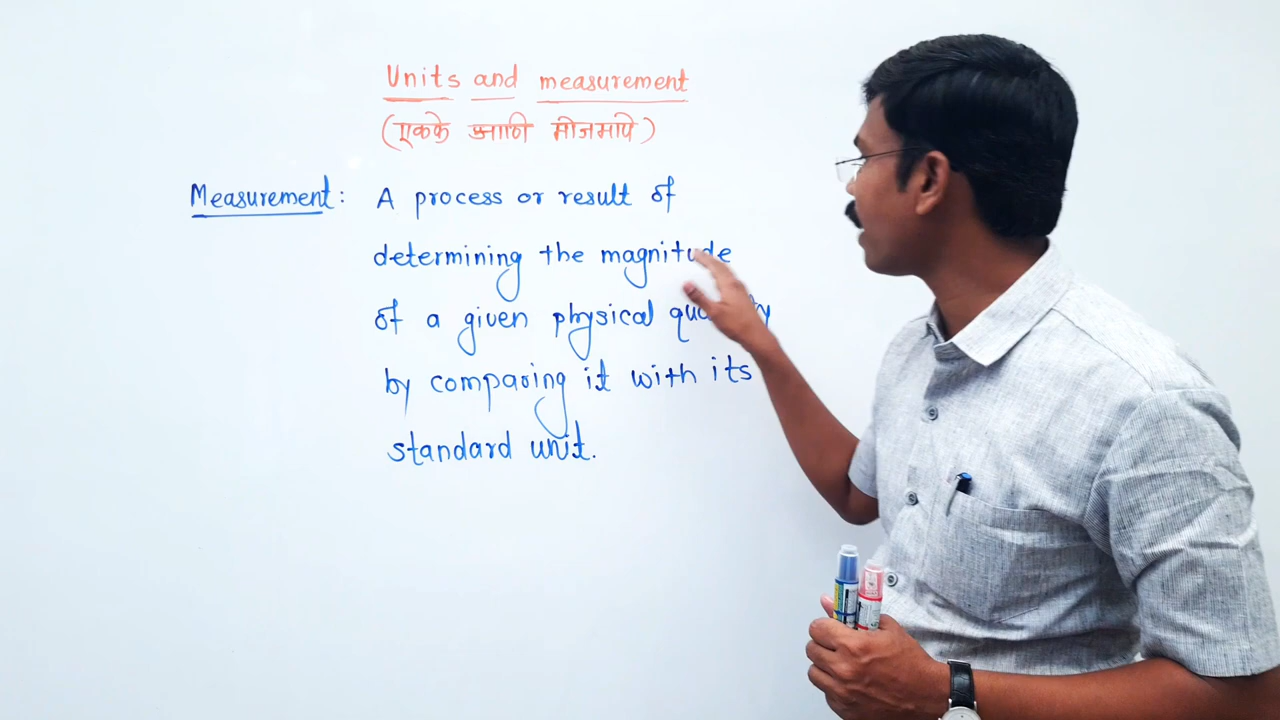 Units and measurement
(एकके आणि मोजमापे)
Measurement: A process or result of
determining the magnitude
of a given physical quantity
by comparing it with its
standard unit.